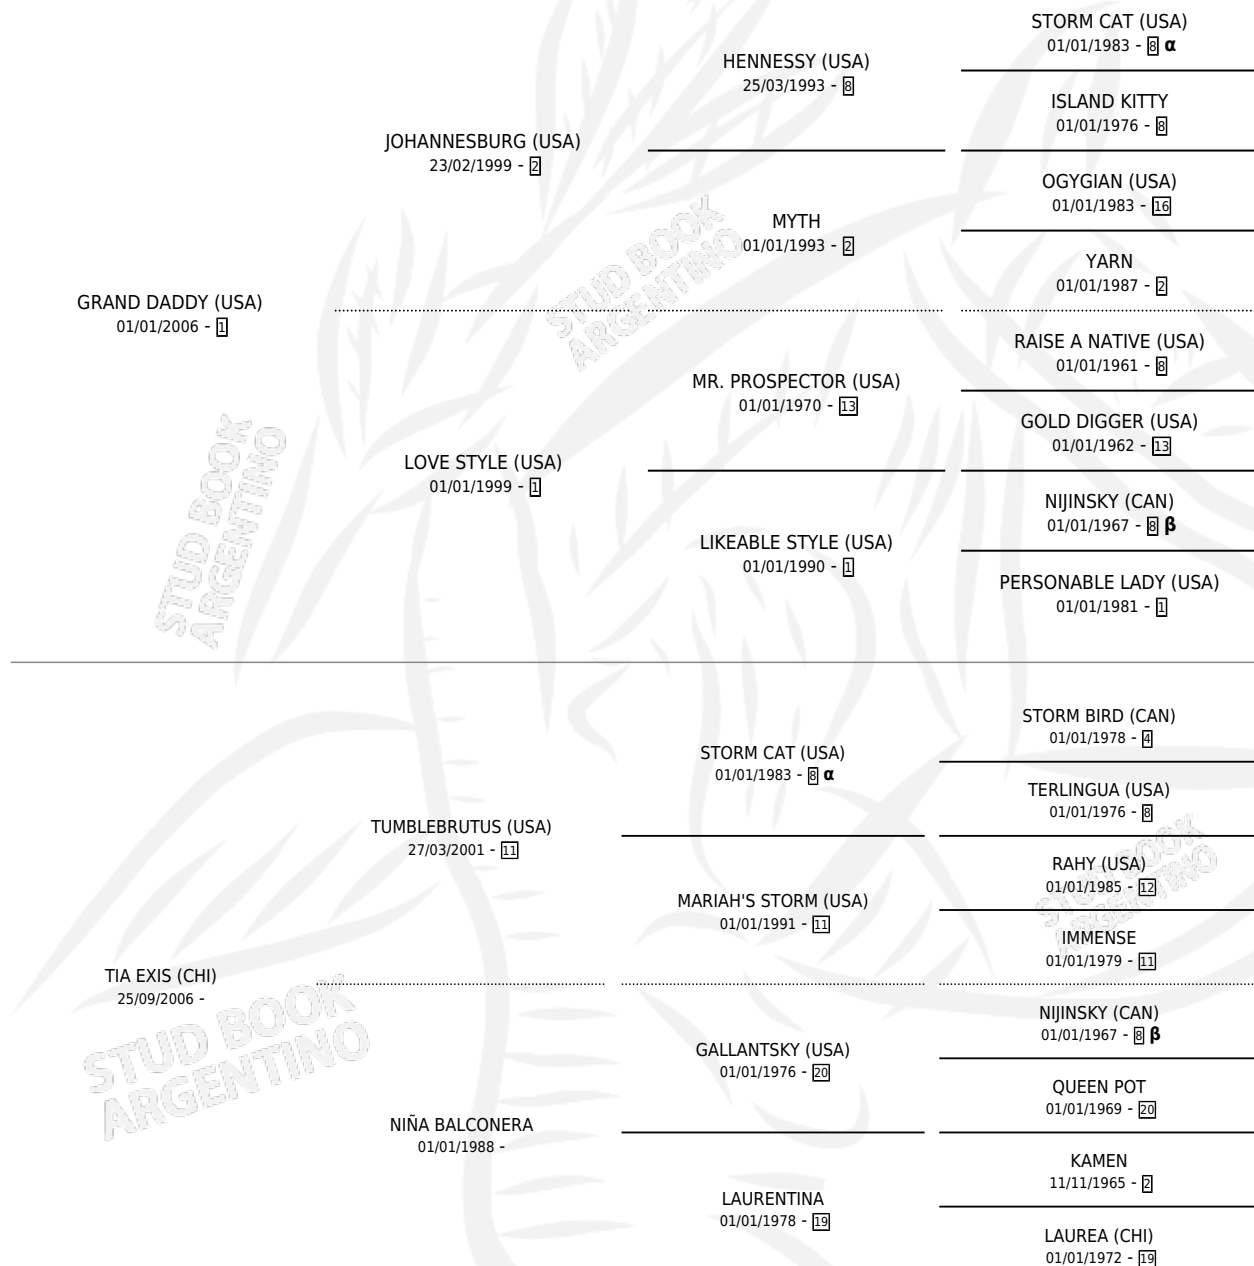 STORM CAT (USA)
01/01/1983 - 8 α
HENNESSY (USA)
25/03/1993 - 8
ISLAND KITTY
01/01/1976 - 8
JOHANNESBURG (USA)
23/02/1999 - 2
OGYGIAN (USA)
01/01/1983 - 16
MYTH
01/01/1993 - 2
YARN
01/01/1987 - 2
GRAND DADDY (USA)
01/01/2006 - 1
RAISE A NATIVE (USA)
01/01/1961 - 8
MR. PROSPECTOR (USA)
01/01/1970 - 13
GOLD DIGGER (USA)
01/01/1962 - 13
LOVE STYLE (USA)
01/01/1999 - 1
NIJINSKY (CAN)
01/01/1967 - 8 β
LIKEABLE STYLE (USA)
01/01/1990 - 1
PERSONABLE LADY (USA)
01/01/1981 - 1
STORM BIRD (CAN)
01/01/1978 - 4
STORM CAT (USA)
01/01/1983 - 8 α
TERLINGUA (USA)
01/01/1976 - 8
TUMBLEBRUTUS (USA)
27/03/2001 - 11
RAHY (USA)
01/01/1985 - 12
MARIAH'S STORM (USA)
01/01/1991 - 11
IMMENSE
01/01/1979 - 11
TIA EXIS (CHI)
25/09/2006 -
NIJINSKY (CAN)
01/01/1967 - 8 β
GALLANTSKY (USA)
01/01/1976 - 20
QUEEN POT
01/01/1969 - 20
NIÑA BALCONERA
01/01/1988 -
KAMEN
11/11/1965 - 2
LAURENTINA
01/01/1978 - 19
LAUREA (CHI)
01/01/1972 - 19
STUD BOOK
ARGENTINO
STUD BOOK
ARGENTINO
STUD BOOK
ARGENTINO
STUD BOOK
ARGENTINO